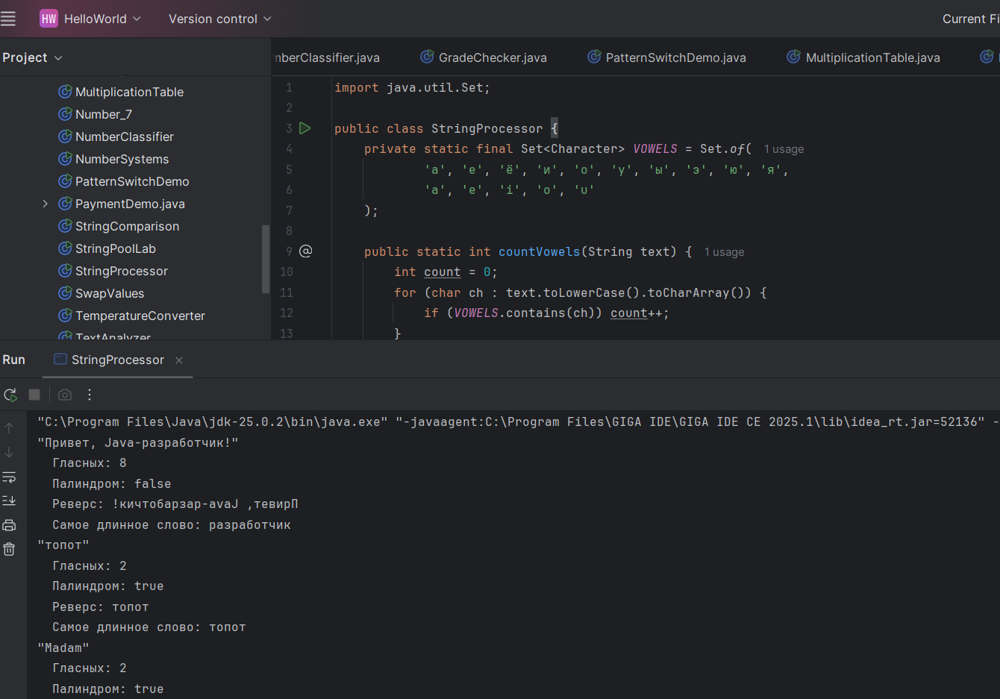 HW HelloWorld Version control Current Fi
Project
mberClassifier.java GradeChecker.java PatternSwitchDemo.java MultiplicationTable.java
MultiplicationTable
Number_7
NumberClassifier
NumberSystems
PatternSwitchDemo
PaymentDemo.java
StringComparison
StringPoolLab
StringProcessor
SwapValues
TemperatureConverter
TextAnalyzer
1 import java.util.Set;
2
3 public class StringProcessor {
4 private static final Set<Character> VOWELS = Set.of( 1 usage
5 'а', 'е', 'ё', 'и', 'о', 'у', 'ы', 'э', 'ю', 'я',
6 'a', 'e', 'i', 'o', 'u'
7 );
8
9 @ public static int countVowels(String text) { 1 usage
10 int count = 0;
11 for (char ch : text.toLowerCase().toCharArray()) {
12 if (VOWELS.contains(ch)) count++;
13 }
Run StringProcessor
"C:\Program Files\Java\jdk-25.0.2\bin\java.exe" "-javaagent:C:\Program Files\GIGA IDE\GIGA IDE CE 2025.1\lib\idea_rt.jar=52136" -
"Привет, Java-разработчик!"
Гласных: 8
Палиндром: false
Реверс: !кичтобарзар-avaJ ,тевирП
Самое длинное слово: разработчик
"топот"
Гласных: 2
Палиндром: true
Реверс: топот
Самое длинное слово: топот
"Madam"
Гласных: 2
Палиндром: true